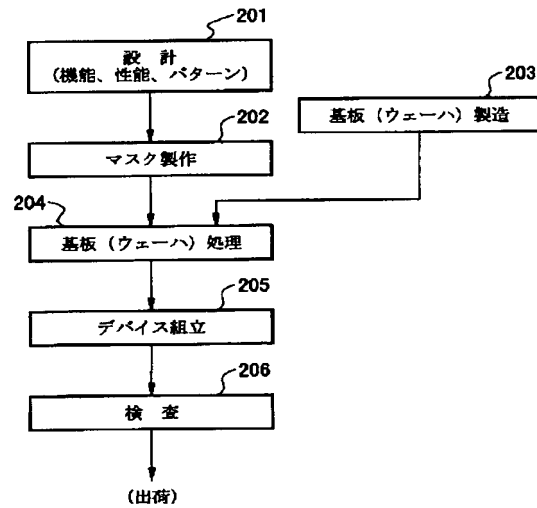 201
設 計
(機能、性能、パターン)
203
基板(ウェーハ)製造
202
マスク製作
204
基板(ウェーハ)処理
205
デバイス組立
206
検 査
(出荷)